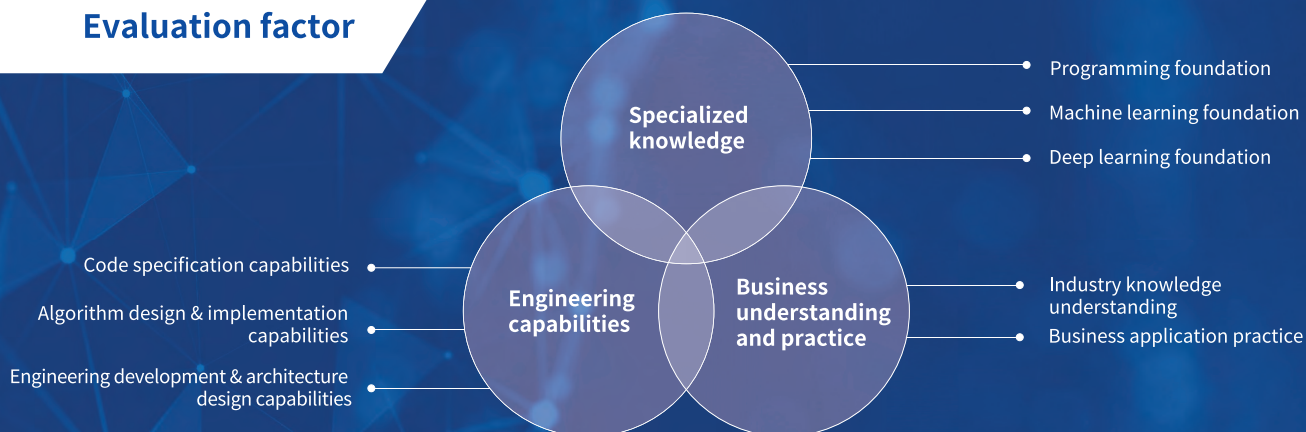 Evaluation factor
Specialized
knowledge
Programming foundation
Machine learning foundation
Deep learning foundation
Code specification capabilities
Algorithm design & implementation
capabilities
Engineering development & architecture
design capabilities
Engineering
capabilities
Business
understanding
and practice
Industry knowledge
understanding
Business application practice